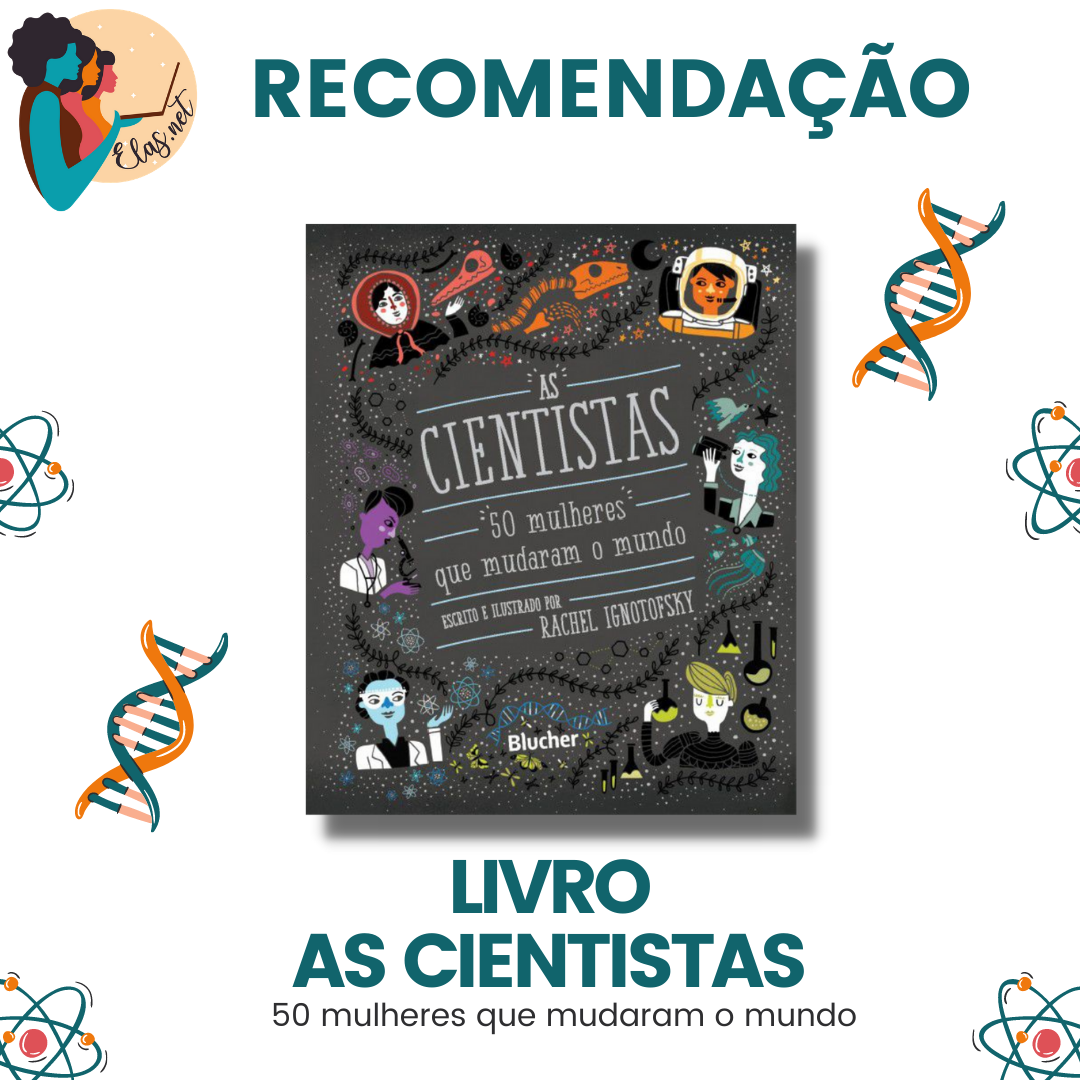 Elas.net
RECOMENDAÇÃO
AS
CIENTISTAS
50 mulheres
que mudaram o mundo
ESCRITO E ILUSTRADO POR
RACHEL IGNOTOFSKY
Blucher
LIVRO
AS CIENTISTAS
50 mulheres que mudaram o mundo